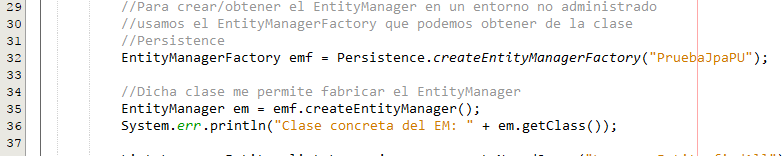 29 //Para crear/obtener el EntityManager en un entorno no administrado
30 //usamos el EntityManagerFactory que podemos obtener de la clase
31 //Persistence
32 EntityManagerFactory emf = Persistence.createEntityManagerFactory("PruebaJpaPU");
33
34 //Dicha clase me permite fabricar el EntityManager
35 EntityManager em = emf.createEntityManager();
36 System.err.println("Clase concreta del EM: " + em.getClass());
37